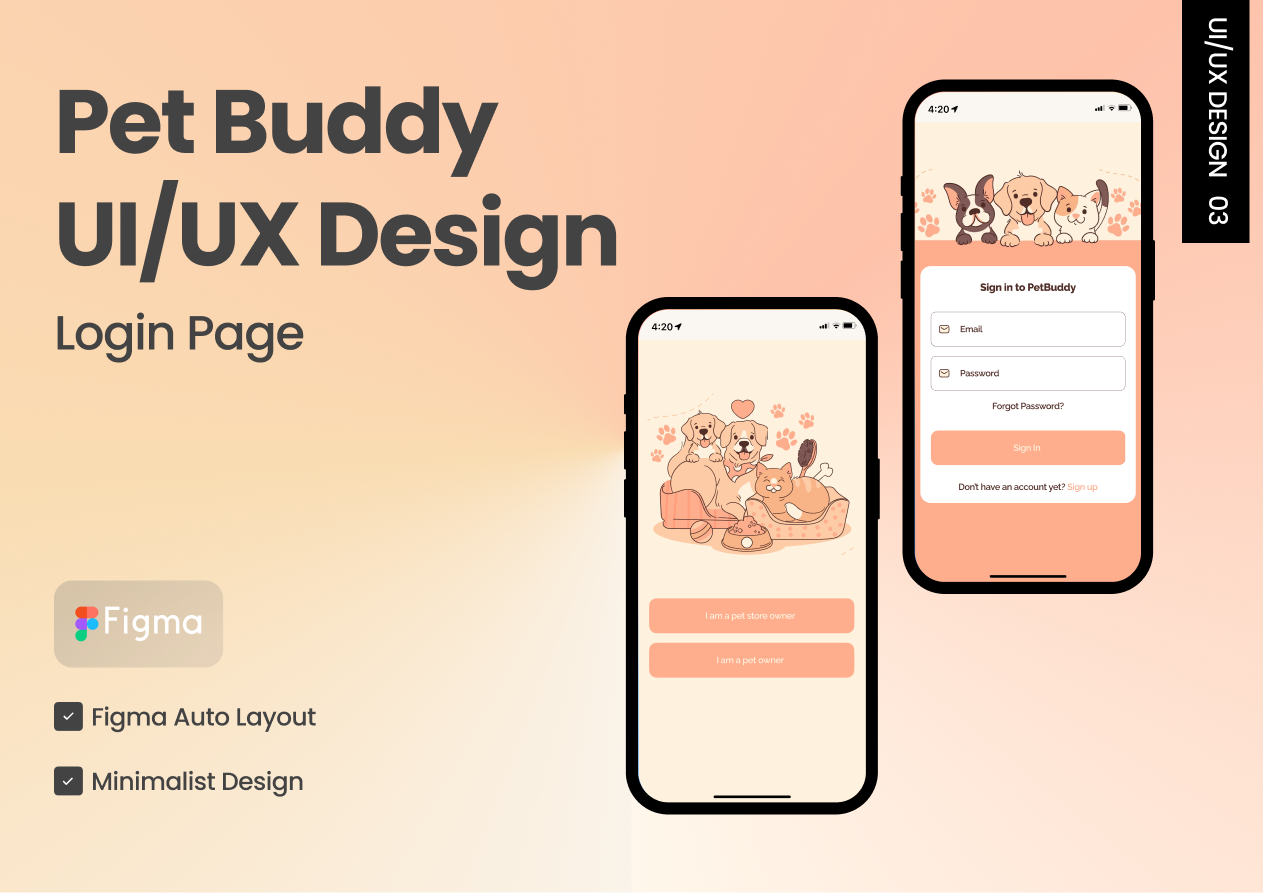 Pet Buddy
UI/UX Design
Login Page
Figma
Figma Auto Layout
Minimalist Design
4:20
I am a pet store owner
I am a pet owner
4:20
Sign in to PetBuddy
Email
Password
Forgot Password?
Sign In
Don't have an account yet? Sign up
UI/UX DESIGN 03